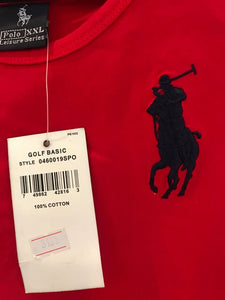 Polo XXL
Leisure Series
GOLF BASIC
STYLE 0460019SPO
7 49862 42816 3
100% COTTON